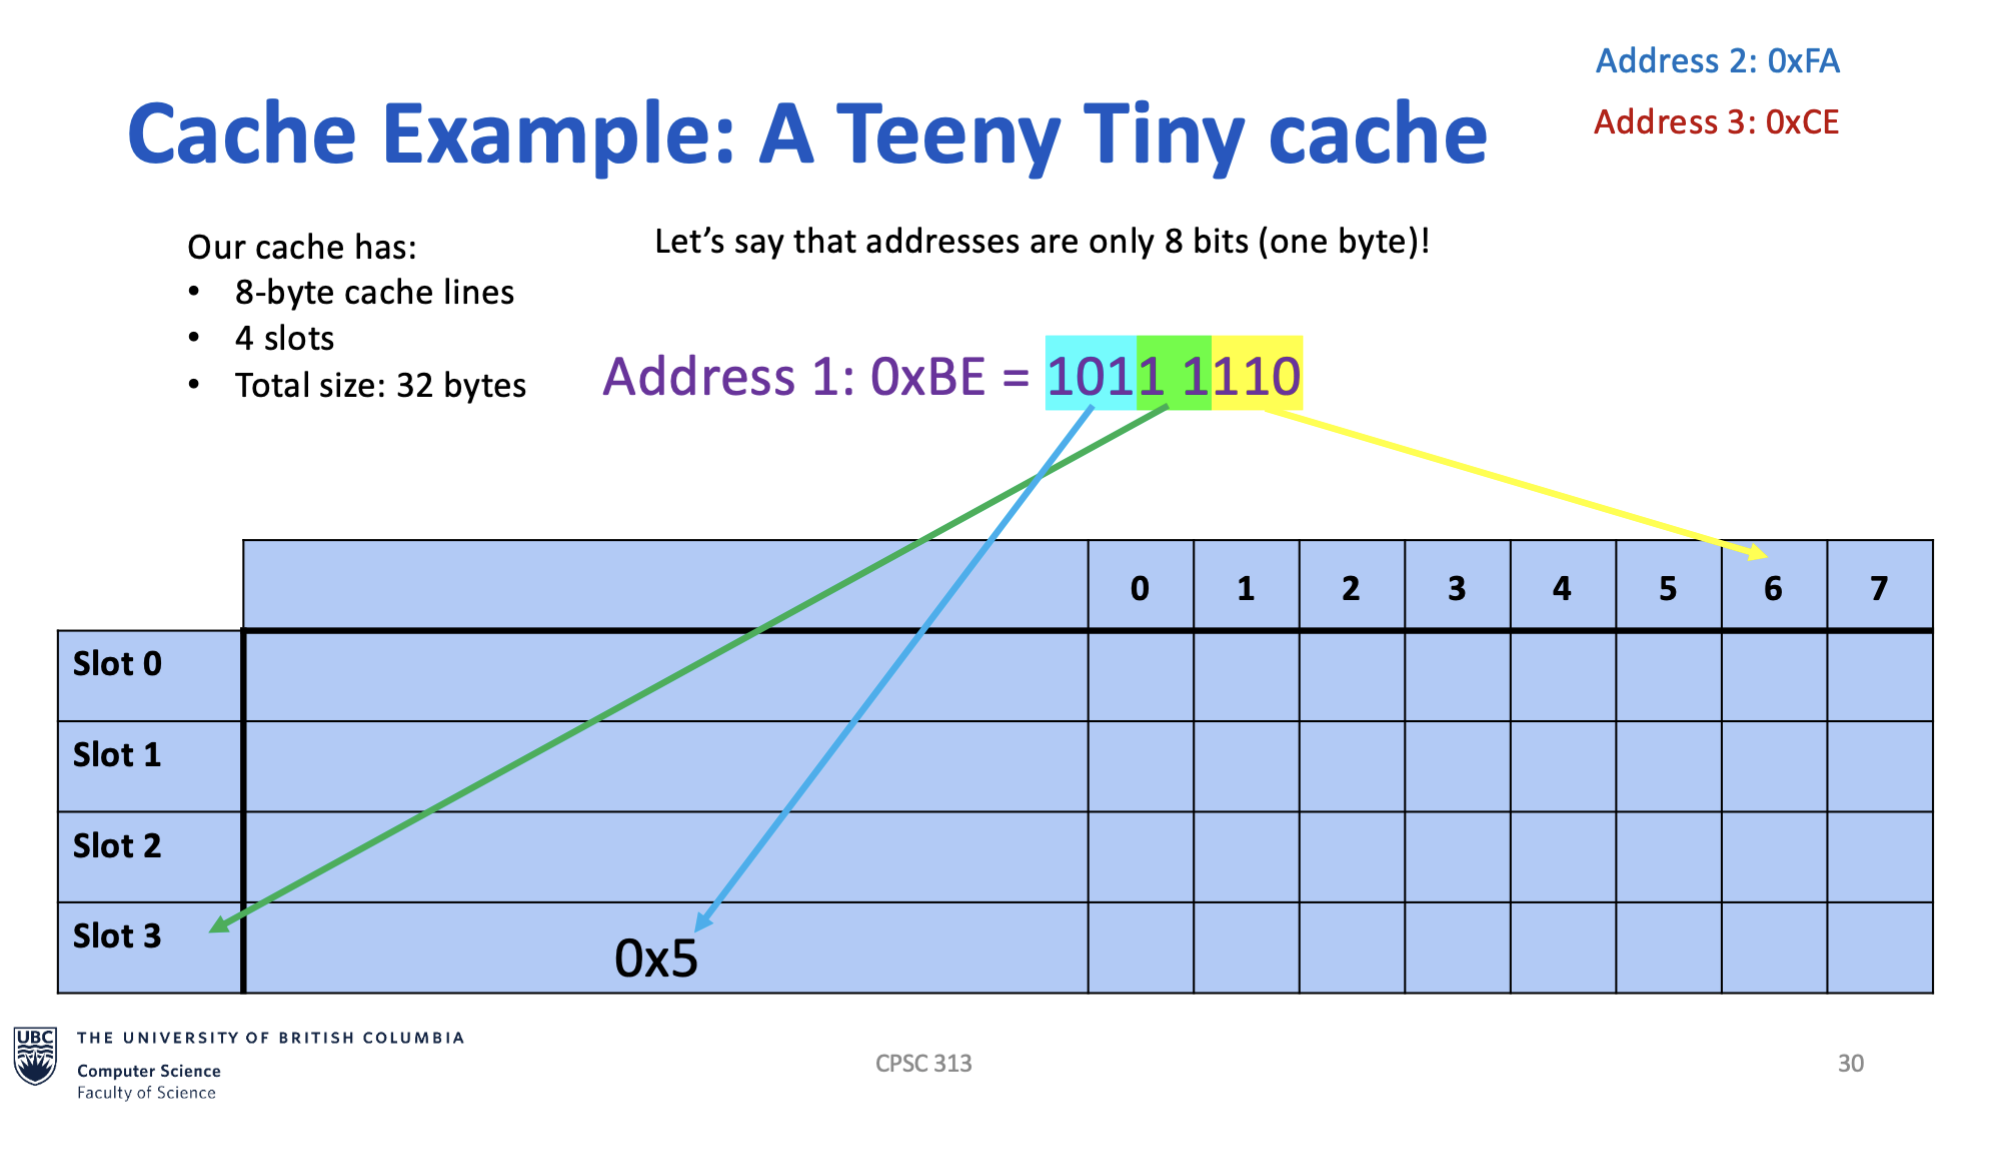 Address 2: 0xFA
Cache Example: A Teeny Tiny cache
Address 3: 0xCE
Our cache has:
• 8-byte cache lines
• 4 slots
• Total size: 32 bytes
Let’s say that addresses are only 8 bits (one byte)!
Address 1: 0xBE = 1011 1110
0 1 2 3 4 5 6 7
Slot 0
Slot 1
Slot 2
Slot 3 0x5
UBC
THE UNIVERSITY OF BRITISH COLUMBIA
Computer Science
Faculty of Science
CPSC 313
30